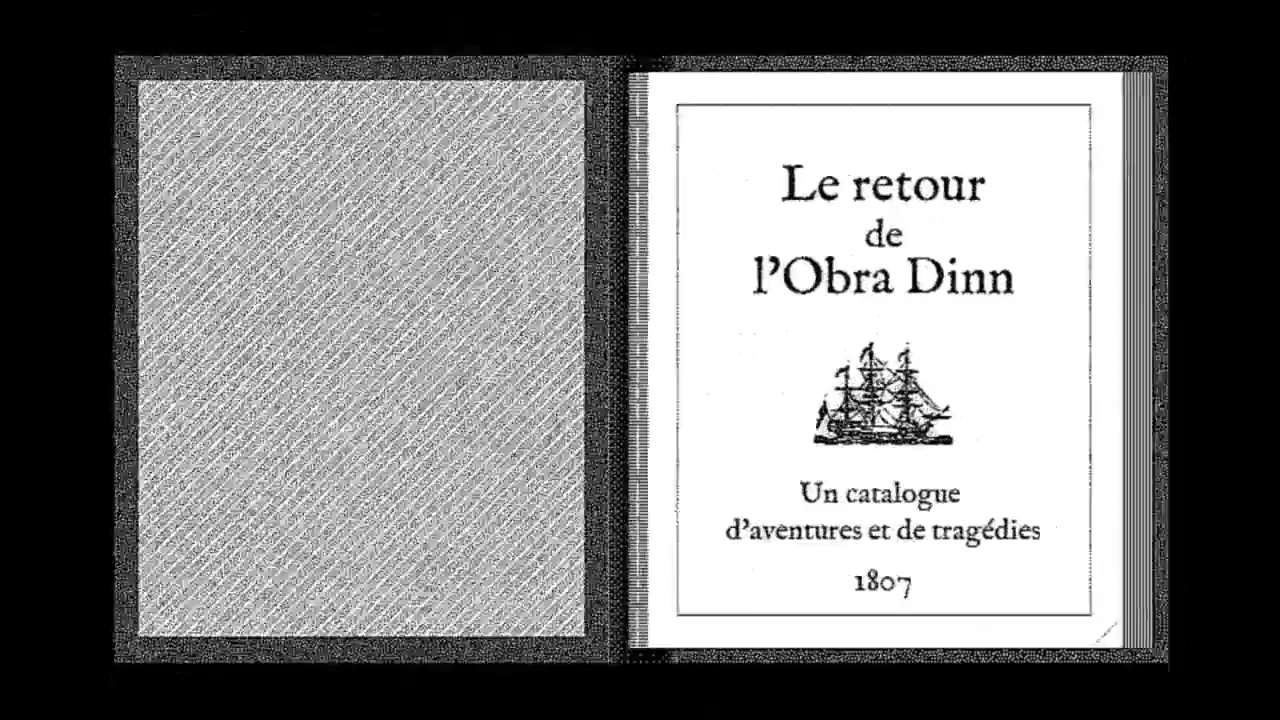 Le retour
de
l'Obra Dinn
Un catalogue
d'aventures et de tragédies
1807